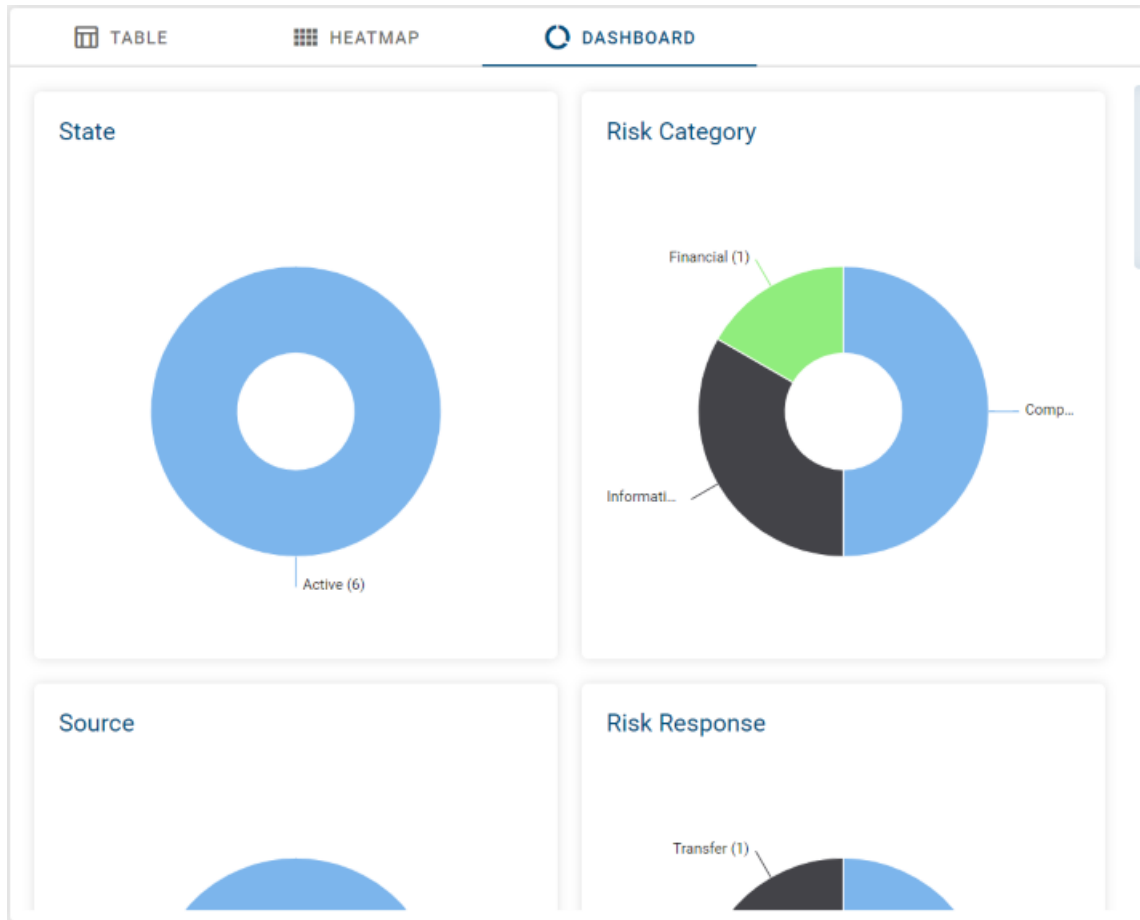 TABLE
HEATMAP
DASHBOARD
State
Active (6)
Risk Category
Financial (1)
Comp...
Informati...
Source
Risk Response
Transfer (1)